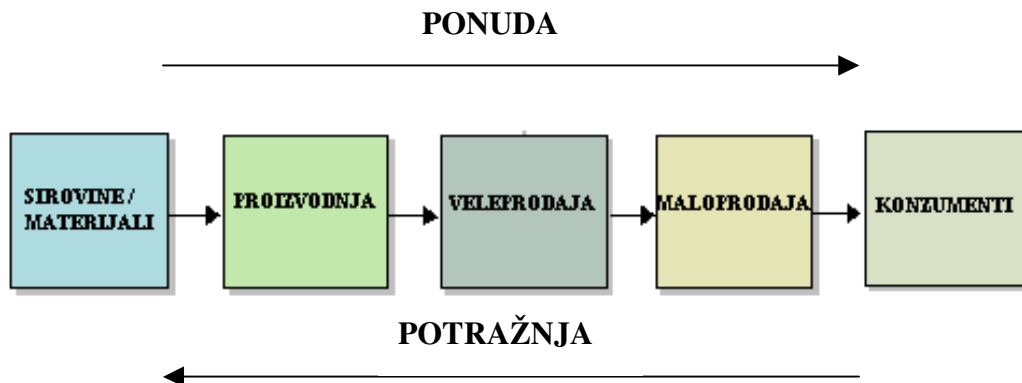 PONUDA
SIROVINE /
MATERIJALI
PROIZVODNJA
VELEPRODAJA
MALOPRODAJA
KONZUMENTI
POTRAŽNJA